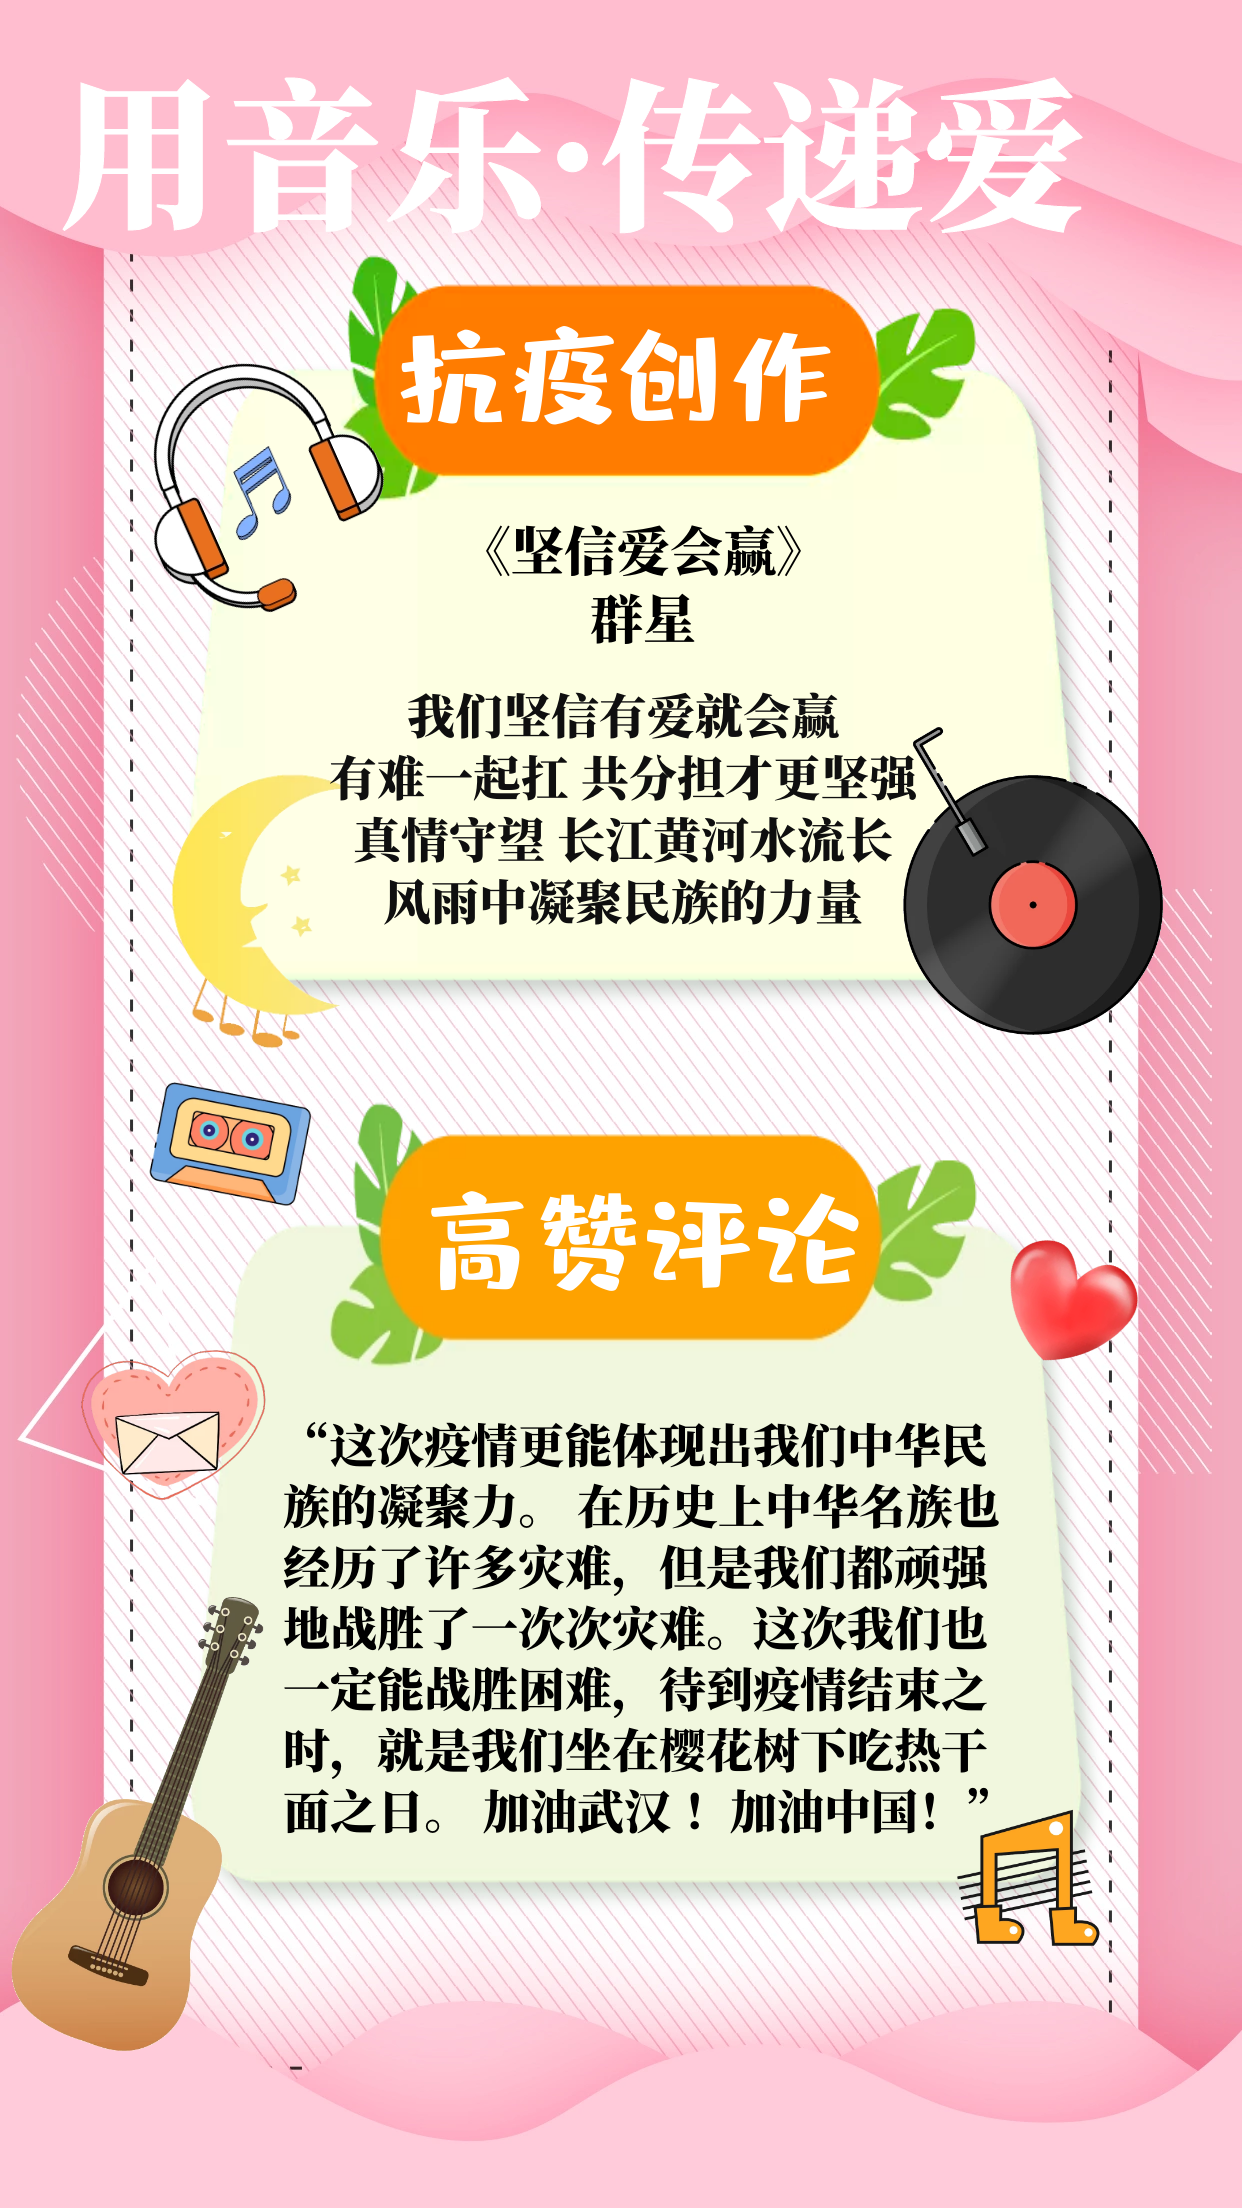 用音乐·传递爱
抗疫创作
《坚信爱会赢》
群星
我们坚信有爱就会赢
有难一起扛 共分担才更坚强
真情守望 长江黄河水流长
风雨中凝聚民族的力量
高赞评论
“这次疫情更能体现出我们中华民
族的凝聚力。 在历史上中华名族也
经历了许多灾难，但是我们都顽强
地战胜了一次次灾难。这次我们也
一定能战胜困难，待到疫情结束之
时，就是我们坐在樱花树下吃热干
面之日。 加油武汉 ！加油中国！”